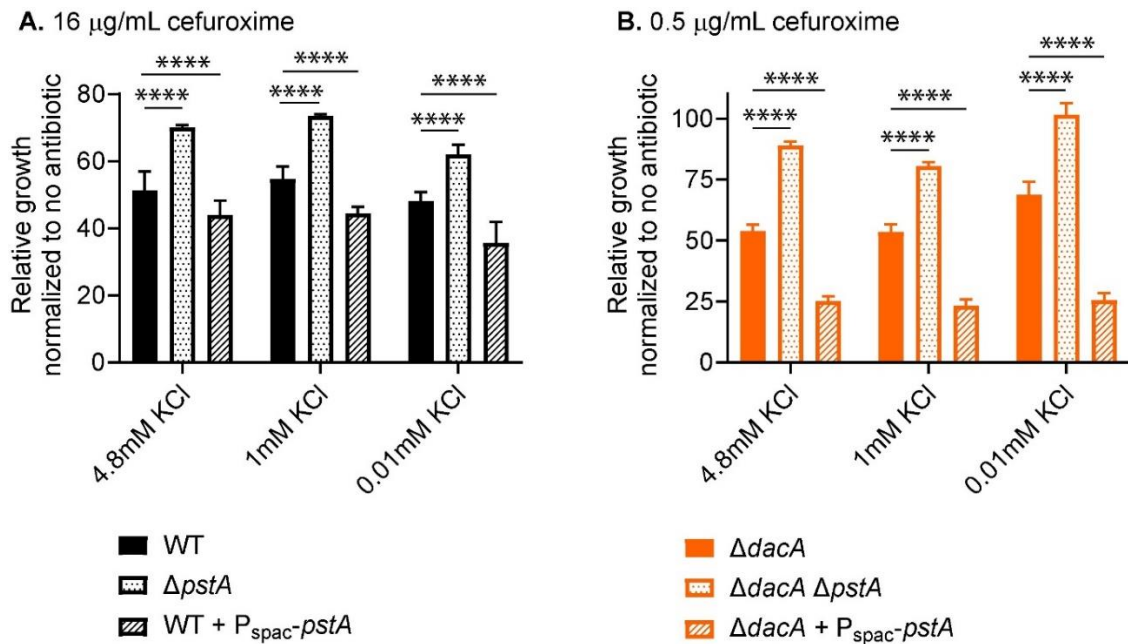 A. 16 μg/mL cefuroxime
Relative growth
normalized to no antibiotic
80
60
40
20
0
**** **** ****
**** **** ****
4.8mM KCl
1mM KCl
0.01mM KCl
WT
ΔpstA
WT + Pspac-pstA
B. 0.5 μg/mL cefuroxime
Relative growth
normalized to no antibiotic
100
75
50
25
0
**** **** ****
**** **** ****
4.8mM KCl
1mM KCl
0.01mM KCl
ΔdacA
ΔdacA ΔpstA
ΔdacA + Pspac-pstA